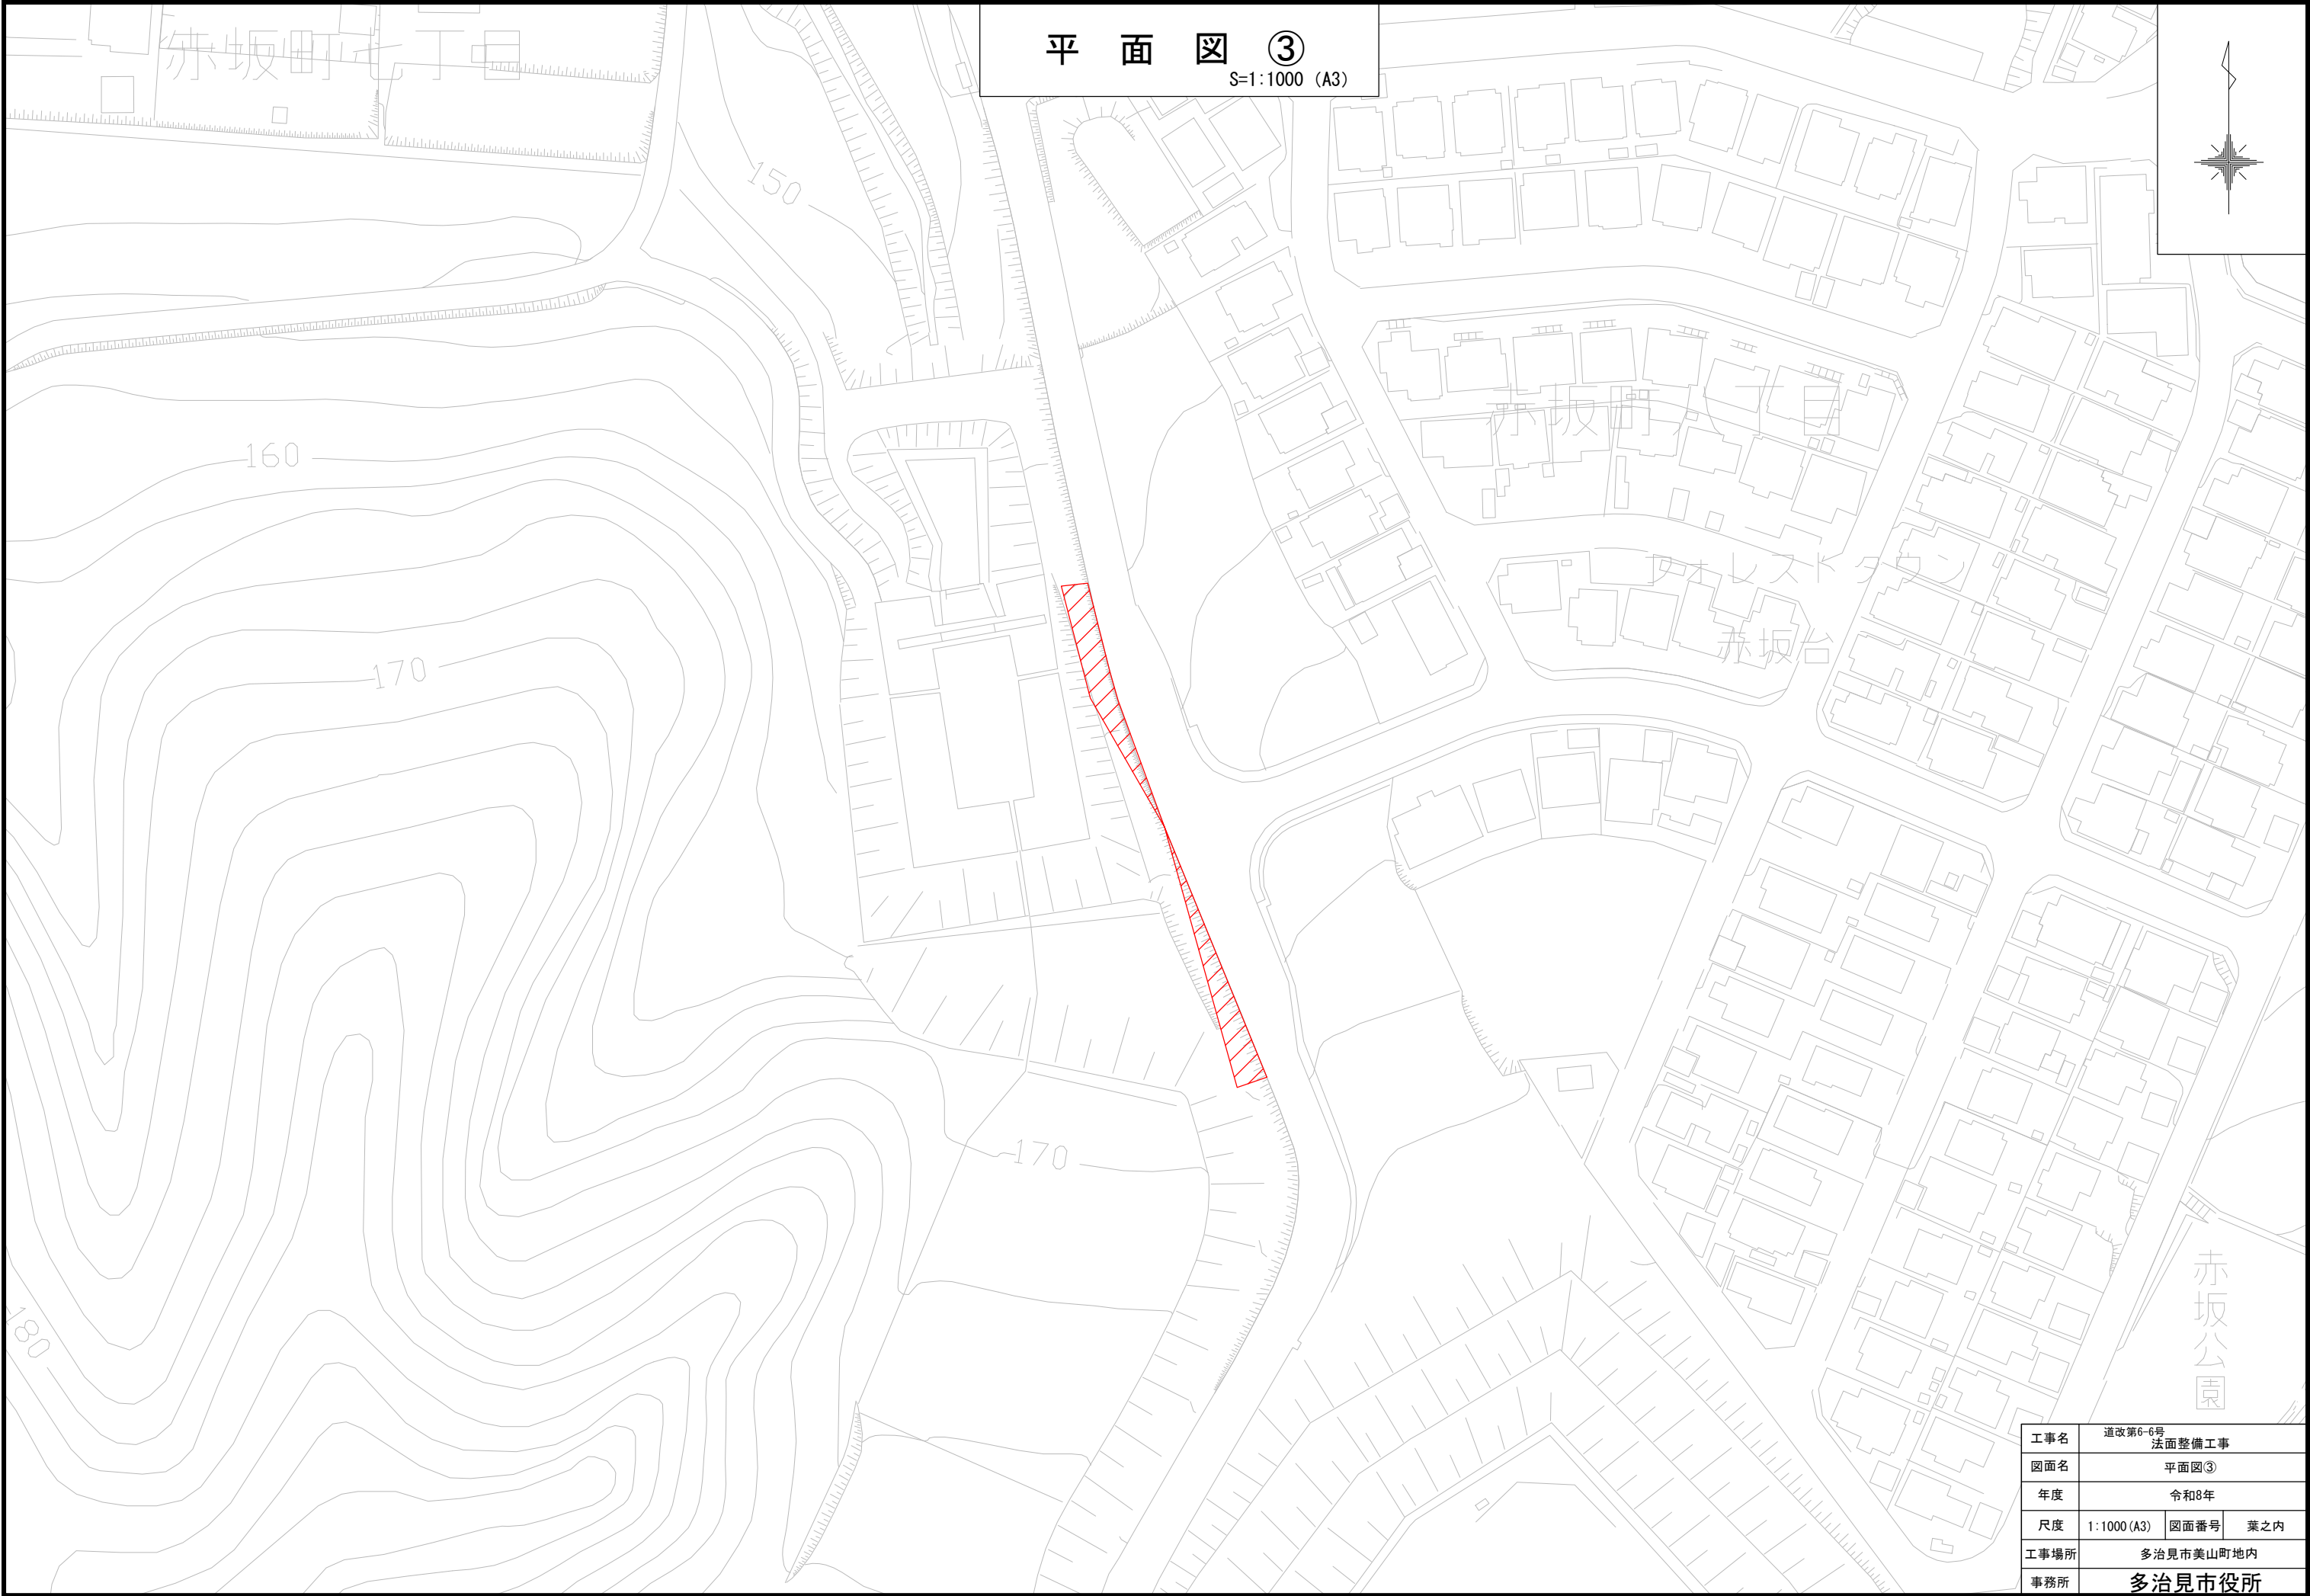 平面図③
S=1:1000 (A3)
赤坂町
丁目
150
160
170
赤坂町八丁目
フォレストタウン
赤坂台
170
180
赤坂公園
工事名 道改第6-6号
法面整備工事
図面名 平面図③
年度 令和8年
尺度 1:1000(A3) 図面番号 葉之内
工事場所 多治見市美山町地内
事務所 多治見市役所